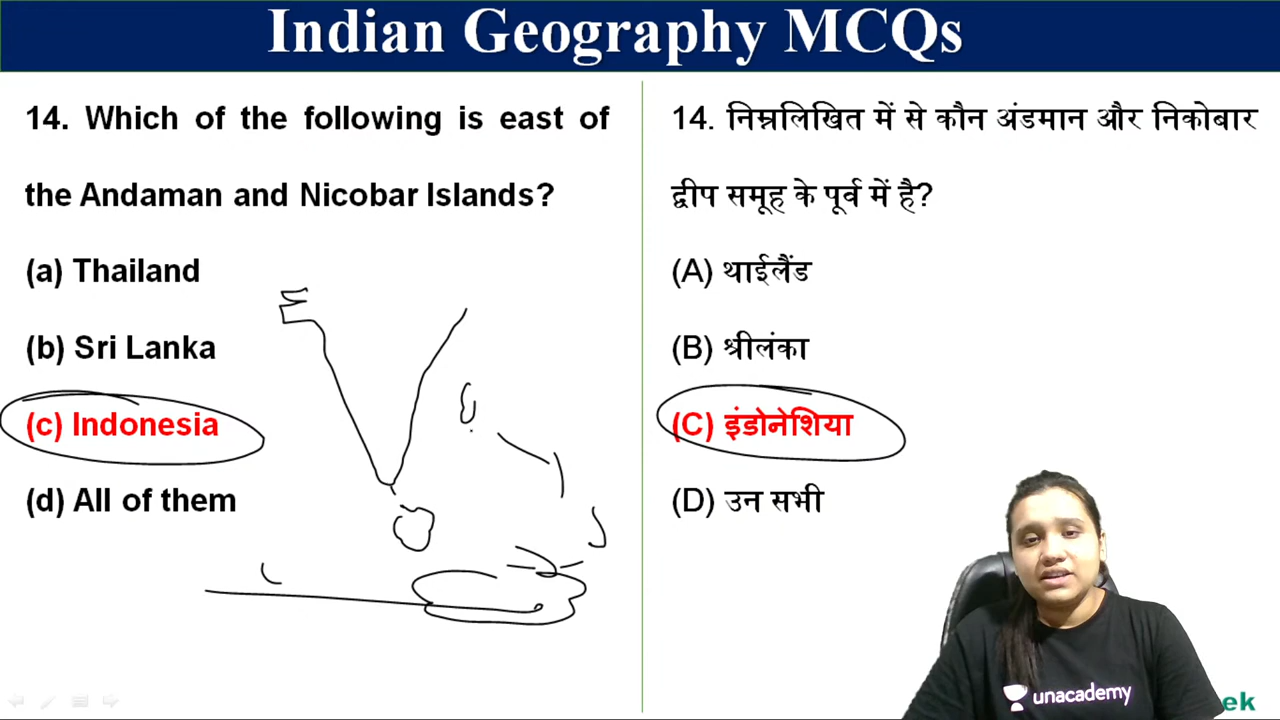 Indian Geography MCQs
14. Which of the following is east of
the Andaman and Nicobar Islands?
(a) Thailand
(b) Sri Lanka
(c) Indonesia
(d) All of them
14. निम्नलिखित में से कौन अंडमान और निकोबार
द्वीप समूह के पूर्व में है?
(A) थाईलैंड
(B) श्रीलंका
(C) इंडोनेशिया
(D) उन सभी
unacademy